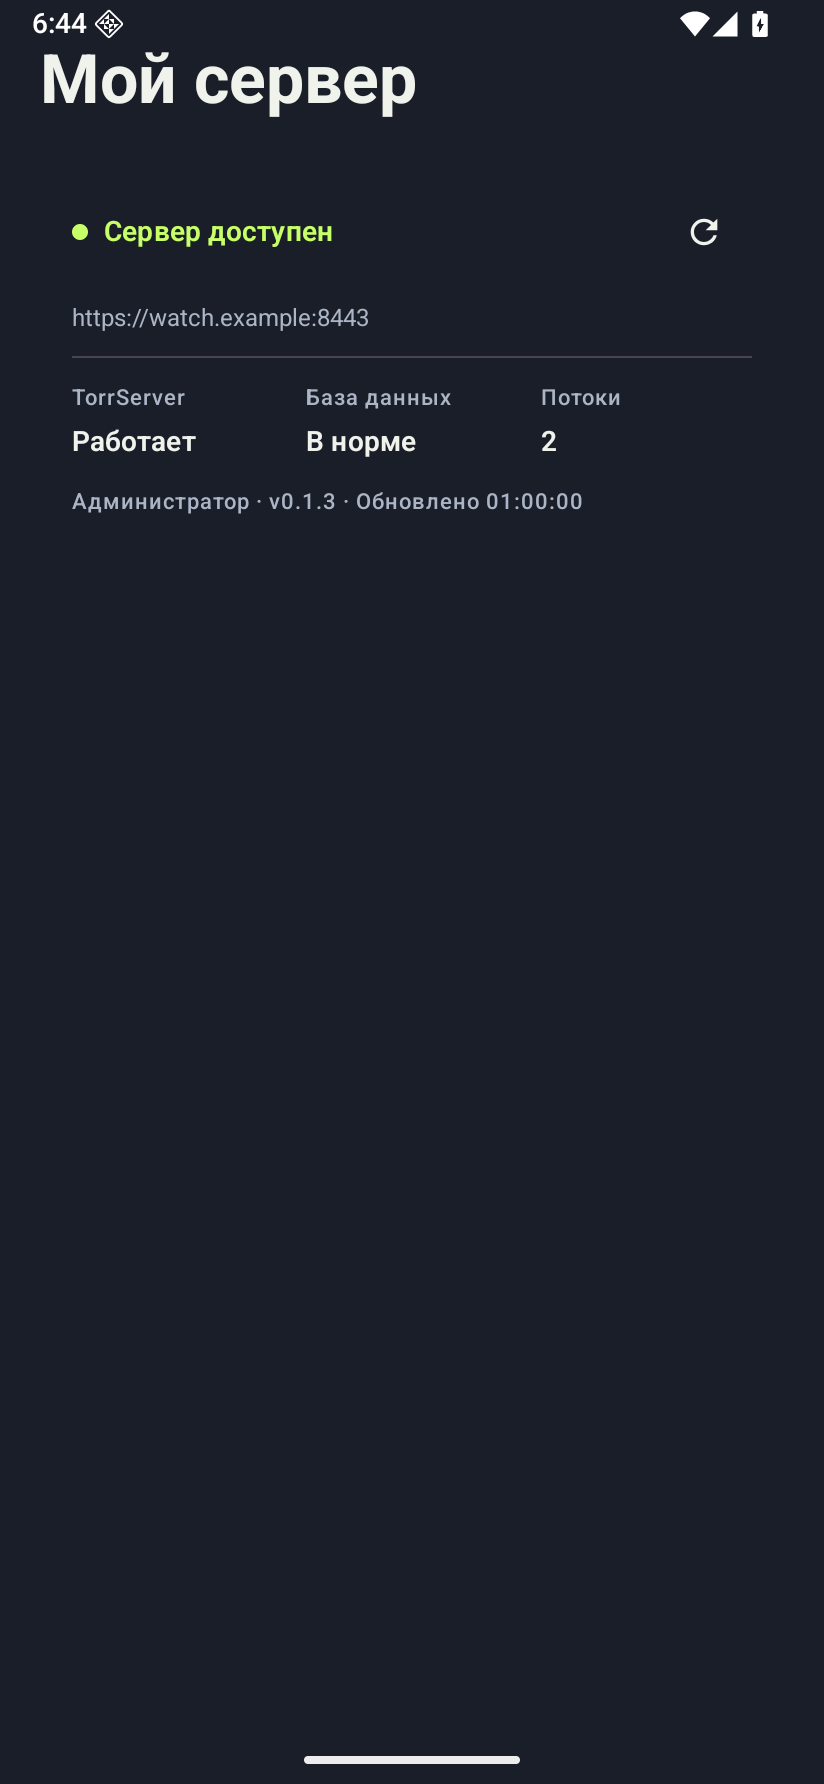 6:44
Мой сервер
Сервер доступен
https://watch.example:8443
TorrServer База данных Потоки
Работает В норме 2
Администратор · v0.1.3 · Обновлено 01:00:00